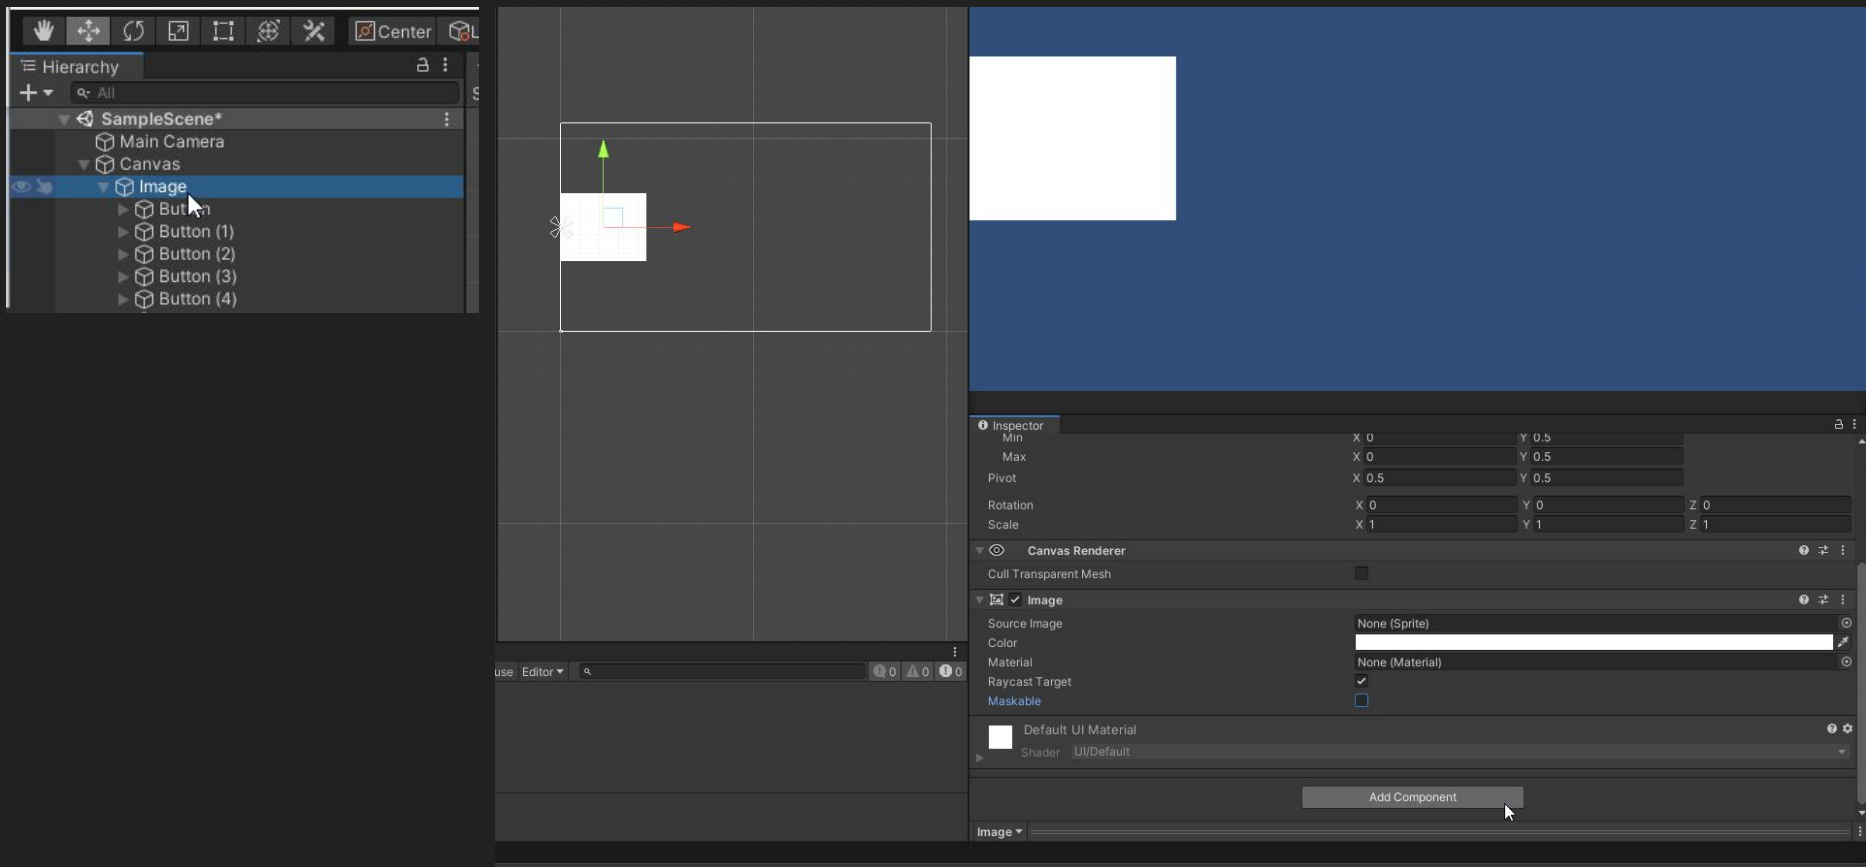 Center
L
Hierarchy
All
SampleScene*
Main Camera
Canvas
Image
Button
Button (1)
Button (2)
Button (3)
Button (4)
use Editor
0 0 0
Inspector
Min X 0 Y 0.5
Max X 0 Y 0.5
Pivot X 0.5 Y 0.5
Rotation X 0 Y 0 Z 0
Scale X 1 Y 1 Z 1
Canvas Renderer
Cull Transparent Mesh
Image
Source Image None (Sprite)
Color
Material None (Material)
Raycast Target
Maskable
Default UI Material
Shader UI/Default
Add Component
Image